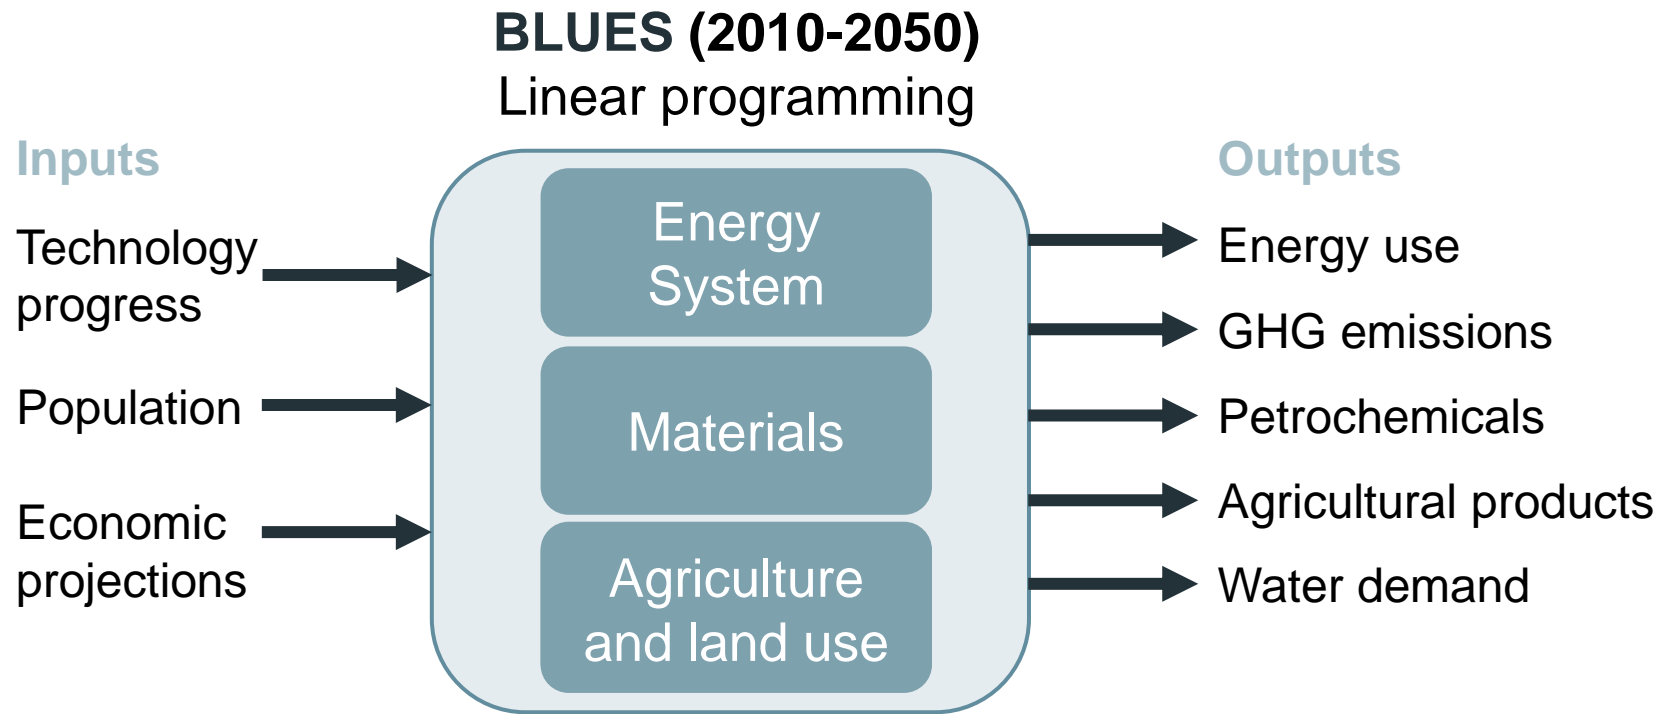 BLUES (2010-2050)
Linear programming
Inputs
Technology
progress
Population
Economic
projections
Energy
System
Materials
Agriculture
and land use
Outputs
Energy use
GHG emissions
Petrochemicals
Agricultural products
Water demand